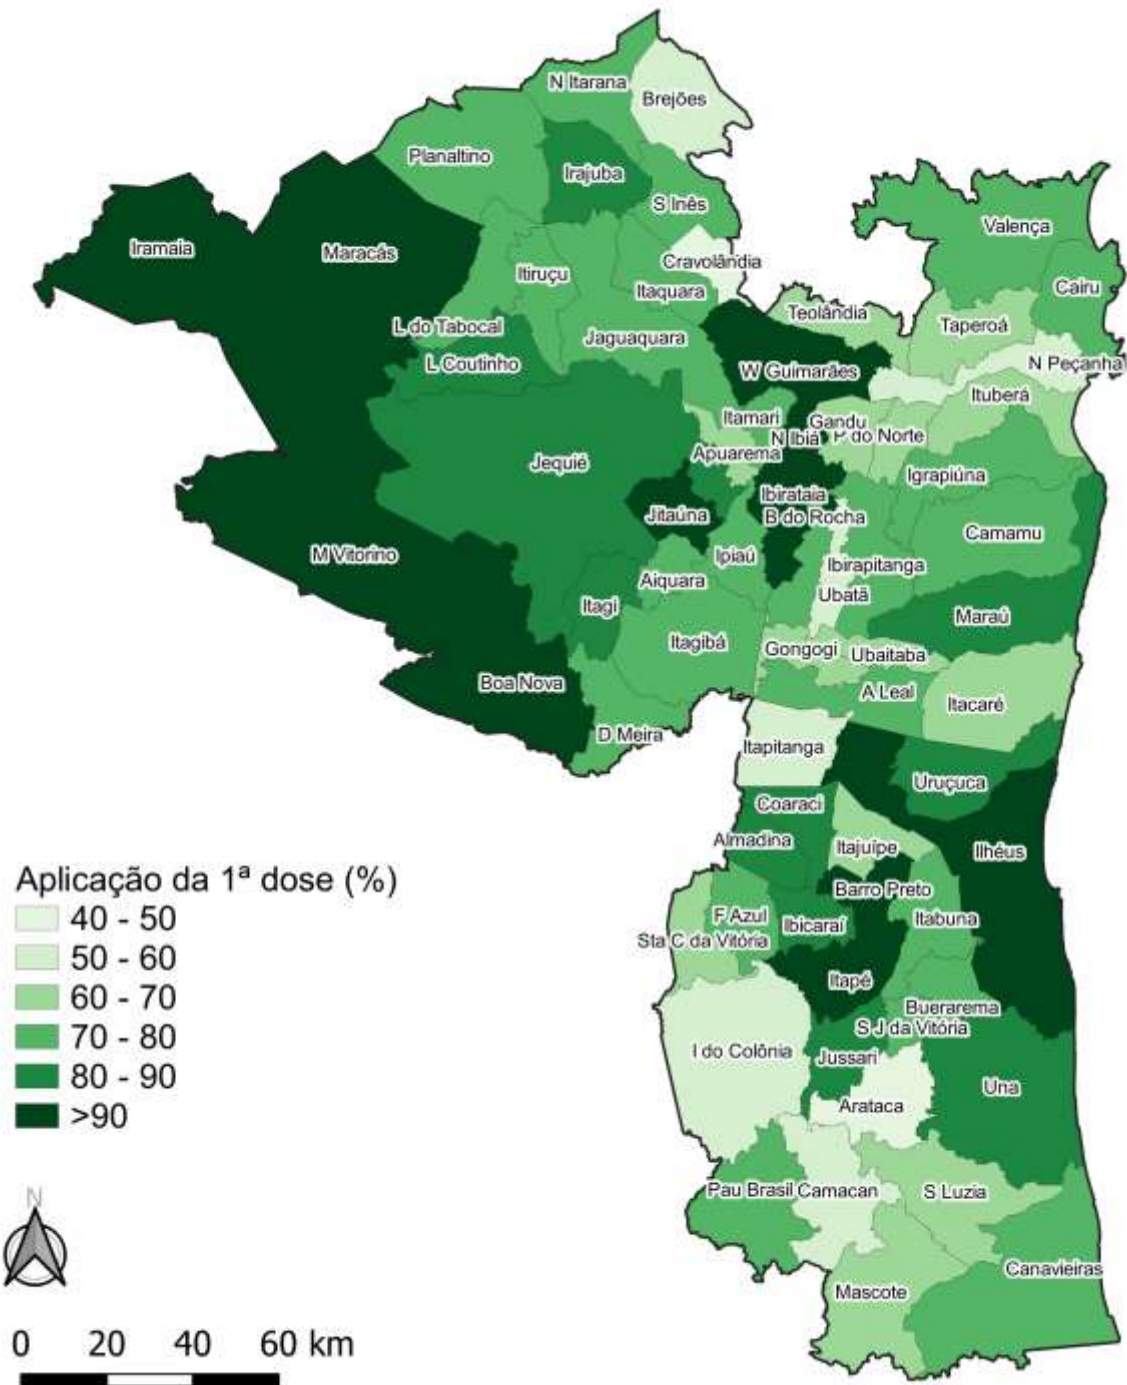 N Itarana
Brejões
Planaltino
Irajuba
S Inês
Valença
Iramaia
Maracás
Cravolândia
Itiruçu
Itaquara
Cairu
Teolândia
Taperoá
L do Tabocal
Jaguaquara
L Coutinho
W Guimarães
N Peçanha
Ituberá
Itamari
Gandu
N Ibiá
P do Norte
Apuarema
Jequié
Igrapiúna
Ibirataia
Jitaúna
B do Rocha
Camamu
M Vitorino
Ipiaú
Ibirapitanga
Aiquara
Ubatã
Itagi
Maraú
Itagibá
Gongogi
Ubaitaba
Boa Nova
A Leal
Itacaré
D Meira
Itapitanga
Uruçuca
Coaraci
Almadina
Itajuípe
Ilhéus
Aplicação da 1ª dose (%)
40 - 50
50 - 60
60 - 70
70 - 80
80 - 90
>90
Barro Preto
F Azul
Ibicaraí
Itabuna
Sta C da Vitória
Itapé
Buerarema
S J da Vitória
I do Colônia
Jussari
Una
Arataca
Pau Brasil
Camacan
S Luzia
N
Canavieiras
Mascote
0 20 40 60 km